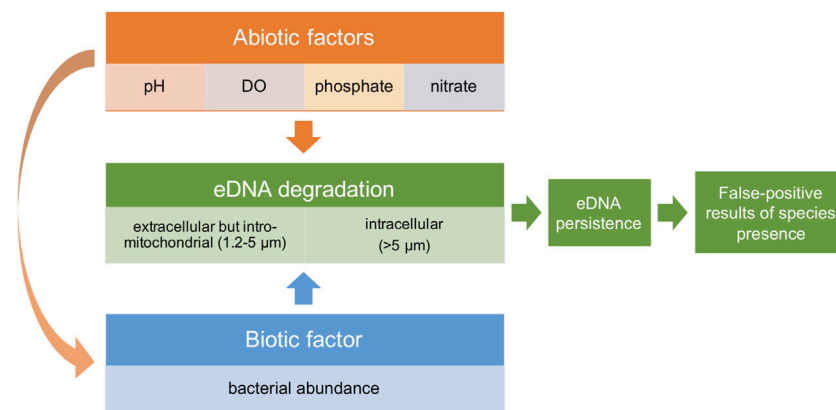 Abiotic factors
pH
DO
phosphate
nitrate
eDNA degradation
extracellular but intro-
mitochondrial (1.2-5 µm)
intracellular
(>5 µm)
eDNA
persistence
False-positive
results of species
presence
Biotic factor
bacterial abundance